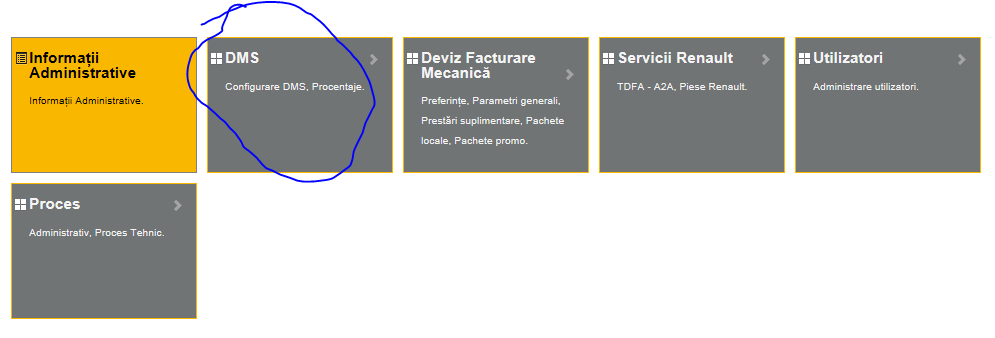 Informații
Administrative
Informații Administrative.
DMS
Configurare DMS, Procentaje.
Deviz Facturare
Mecanică
Preferințe, Parametri generali,
Prestări suplimentare, Pachete
locale, Pachete promo.
Servicii Renault
TDFA - A2A, Piese Renault.
Utilizatori
Administrare utilizatori.
Proces
Administrativ, Proces Tehnic.